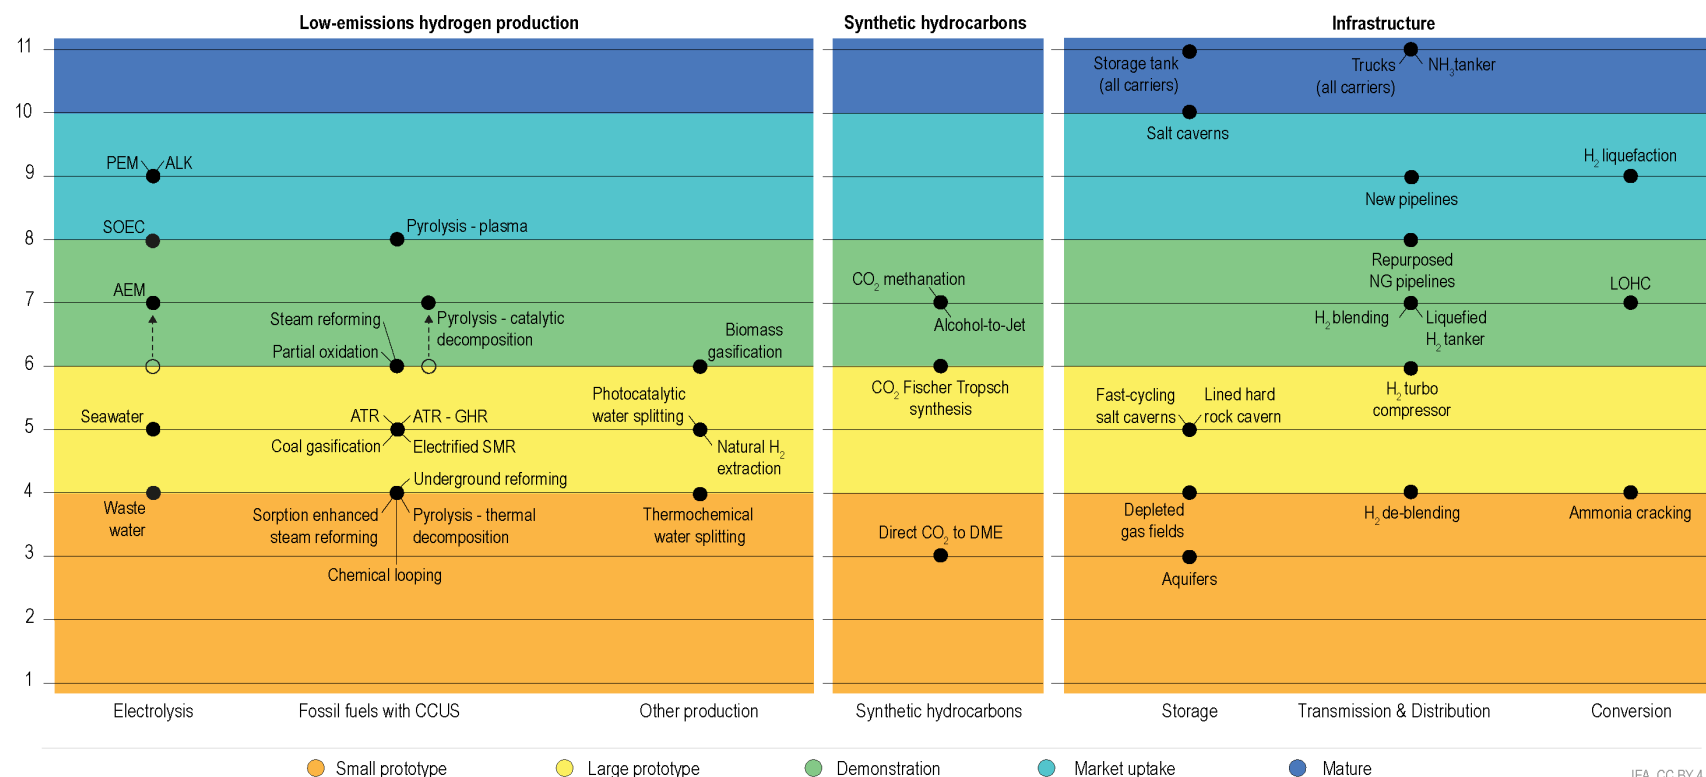 Low-emissions hydrogen production
Synthetic hydrocarbons
Infrastructure
11
Storage tank
(all carriers)
Trucks
(all carriers)
NH3 tanker
10
Salt caverns
PEM
ALK
H2 liquefaction
9
New pipelines
SOEC
Pyrolysis - plasma
8
Repurposed
NG pipelines
AEM
CO2 methanation
LOHC
7
Steam reforming
Partial oxidation
Pyrolysis - catalytic
decomposition
Biomass
gasification
Alcohol-to-Jet
H2 blending
Liquefied
H2 tanker
6
CO2 Fischer Tropsch
synthesis
H2 turbo
compressor
Seawater
ATR
ATR - GHR
Coal gasification
Electrified SMR
Photocatalytic
water splitting
Natural H2
extraction
Fast-cycling
salt caverns
Lined hard
rock cavern
5
Underground reforming
4
Waste
water
Sorption enhanced
steam reforming
Pyrolysis - thermal
decomposition
Chemical looping
Thermochemical
water splitting
Direct CO2 to DME
Depleted
gas fields
H2 de-blending
Ammonia cracking
3
Aquifers
2
1
Electrolysis
Fossil fuels with CCUS
Other production
Synthetic hydrocarbons
Storage
Transmission & Distribution
Conversion
Small prototype
Large prototype
Demonstration
Market uptake
Mature
IEA. CC BY 4